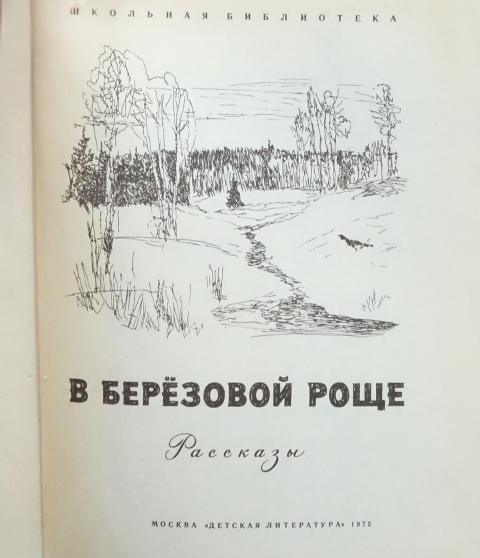 ШКОЛЬНАЯ БИБЛИОТЕКА
В БЕРЁЗОВОЙ РОЩЕ
Рассказы
МОСКВА «ДЕТСКАЯ ЛИТЕРАТУРА» 1972